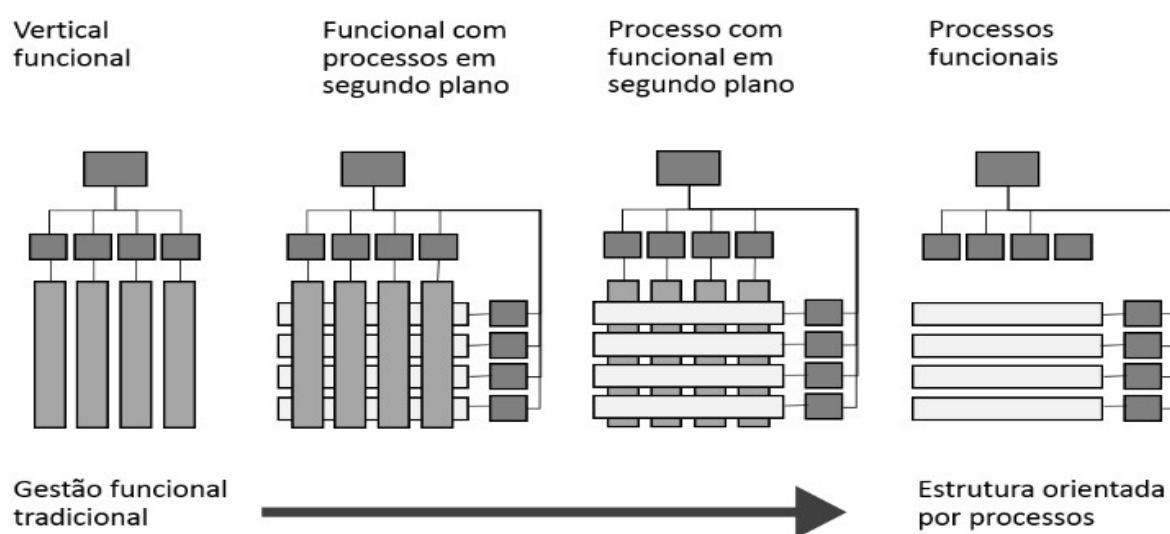 Vertical
funcional
Funcional com
processos em
segundo plano
Processo com
funcional em
segundo plano
Processos
funcionais
Gestão funcional
tradicional
Estrutura orientada
por processos